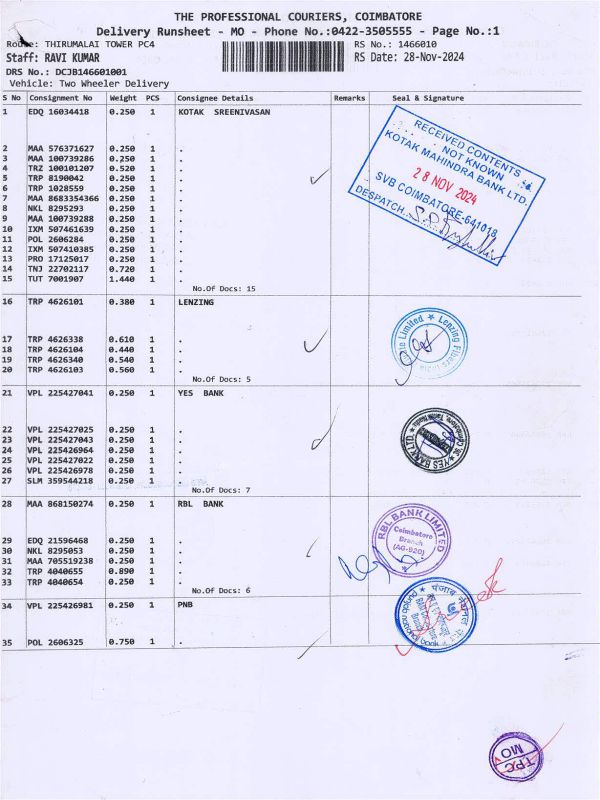 THE PROFESSIONAL COURIERS, COIMBATORE
Delivery Runsheet - MO - Phone No.:0422-3505555 - Page No.:1
Route: THIRUMALAI TOWER PC4 RS No.: 1466010
Staff: RAVI KUMAR RS Date: 28-Nov-2024
DRS No.: DCJB146601001
Vehicle: Two Wheeler Delivery
S No Consignment No Weight PCS Consignee Details Remarks Seal & Signature
1 EDQ 16034418 0.250 1 KOTAK SREENIVASAN
2 MAA 576371627 0.250 1 .
3 MAA 100739286 0.250 1 .
4 TRZ 100101207 0.520 1 .
5 TRP 8190042 0.250 1 .
6 TRP 1028559 0.250 1 .
7 MAA 8683354366 0.250 1 .
8 NKL 8295293 0.250 1 .
9 MAA 100739288 0.250 1 .
10 IXM 507461639 0.250 1 .
11 POL 2606284 0.250 1 .
12 IXM 507410385 0.250 1 .
13 PRO 17125017 0.250 1 .
14 TNJ 22702117 0.720 1 .
15 TUT 7001907 1.440 1 .
No.Of Docs: 15
RECEIVED CONTENTS
NOT KNOWN
KOTAK MAHINDRA BANK LTD.
28 NOV 2024
SVB COIMBATORE-641018
DESPATCH
16 TRP 4626101 0.380 1 LENZING
17 TRP 4626338 0.610 1 .
18 TRP 4626104 0.440 1 .
19 TRP 4626340 0.540 1 .
20 TRP 4626103 0.560 1 .
No.Of Docs: 5
Lenzing Fibers India Limited
21 VPL 225427041 0.250 1 YES BANK
22 VPL 225427025 0.250 1 .
23 VPL 225427043 0.250 1 .
24 VPL 225426964 0.250 1 .
25 VPL 225427022 0.250 1 .
26 VPL 225426978 0.250 1 .
27 SLM 359544218 0.250 1 .
No.Of Docs: 7
YES BANK LTD.
28 MAA 868150274 0.250 1 RBL BANK
29 EDQ 21596468 0.250 1 .
30 NKL 8295053 0.250 1 .
31 MAA 705519238 0.250 1 .
32 TRP 4040655 0.890 1 .
33 TRP 4040654 0.250 1 .
No.Of Docs: 6
RBL BANK LIMITED
Coimbatore
Branch
(AG-920)
34 VPL 225426981 0.250 1 PNB
35 POL 2606325 0.750 1 .
पंजाब नैशनल
TPC
MO